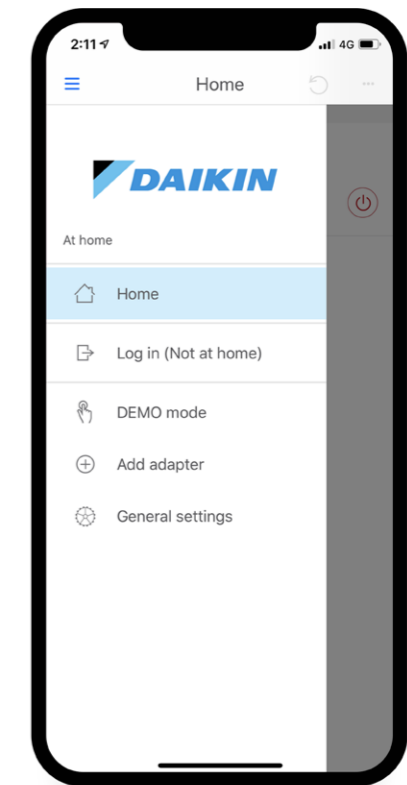 2:11
4G
Home
DAIKIN
At home
Home
Log in (Not at home)
DEMO mode
Add adapter
General settings